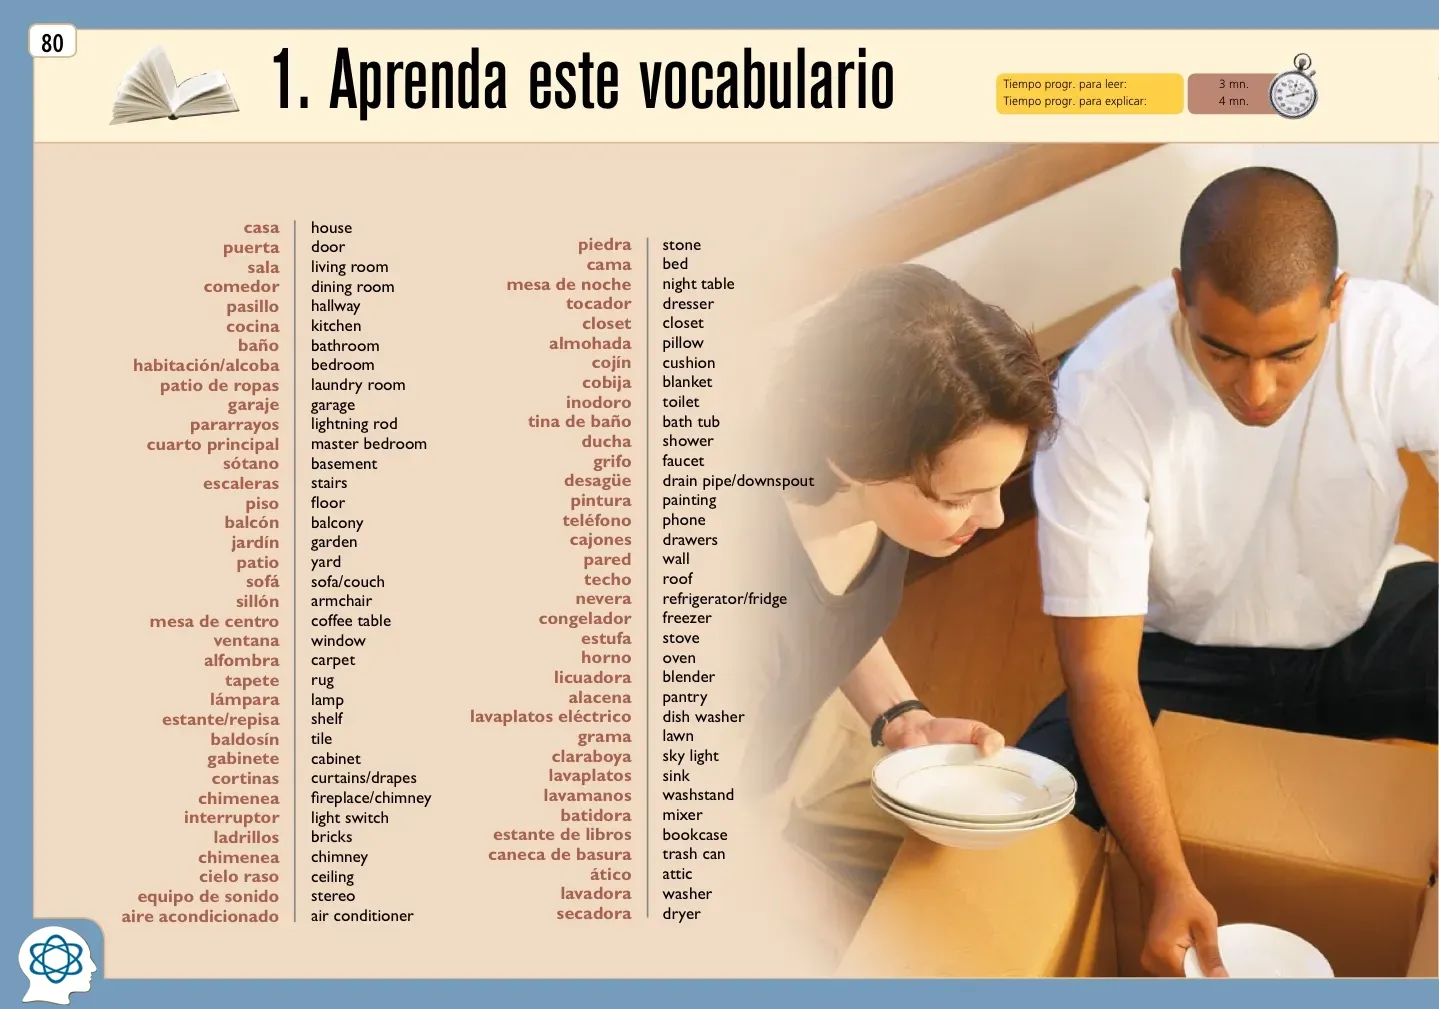 80
1. Aprenda este vocabulario
Tiempo progr. para leer: 3 mn.
Tiempo progr. para explicar: 4 mn.
casa house
puerta door
sala living room
comedor dining room
pasillo hallway
cocina kitchen
baño bathroom
habitación/alcoba bedroom
patio de ropas laundry room
garaje garage
pararrayos lightning rod
cuarto principal master bedroom
sótano basement
escaleras stairs
piso floor
balcón balcony
jardín garden
patio yard
sofá sofa/couch
sillón armchair
mesa de centro coffee table
ventana window
alfombra carpet
tapete rug
lámpara lamp
estante/repisa shelf
baldosín tile
gabinete cabinet
cortinas curtains/drapes
chimenea fireplace/chimney
interruptor light switch
ladrillos bricks
chimenea chimney
cielo raso ceiling
equipo de sonido stereo
aire acondicionado air conditioner
piedra stone
cama bed
mesa de noche night table
tocador dresser
closet closet
almohada pillow
cojín cushion
cobija blanket
inodoro toilet
tina de baño bath tub
ducha shower
grifo faucet
desagüe drain pipe/downspout
pintura painting
teléfono phone
cajones drawers
pared wall
techo roof
nevera refrigerator/fridge
congelador freezer
estufa stove
horno oven
licuadora blender
alacena pantry
lavaplatos eléctrico dish washer
grama lawn
claraboya sky light
lavaplatos sink
lavamanos washstand
batidora mixer
estante de libros bookcase
caneca de basura trash can
ático attic
lavadora washer
secadora dryer